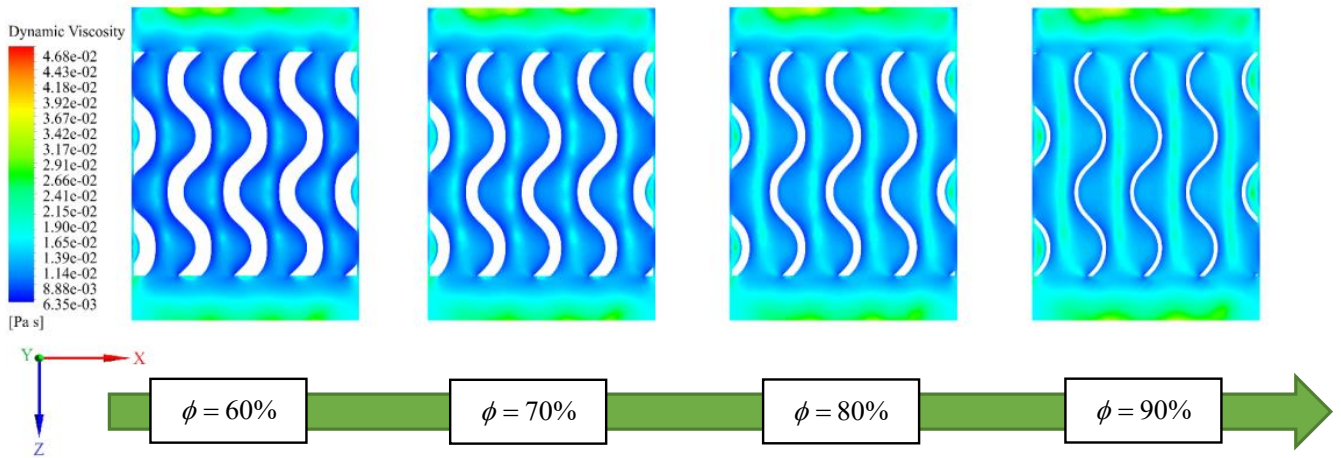 Dynamic Viscosity
4.68e-02
4.43e-02
4.18e-02
3.92e-02
3.67e-02
3.42e-02
3.17e-02
2.91e-02
2.66e-02
2.41e-02
2.15e-02
1.90e-02
1.65e-02
1.39e-02
1.14e-02
8.88e-03
6.35e-03
[Pa s]
Y X
Z
ϕ = 60% ϕ = 70% ϕ = 80% ϕ = 90%